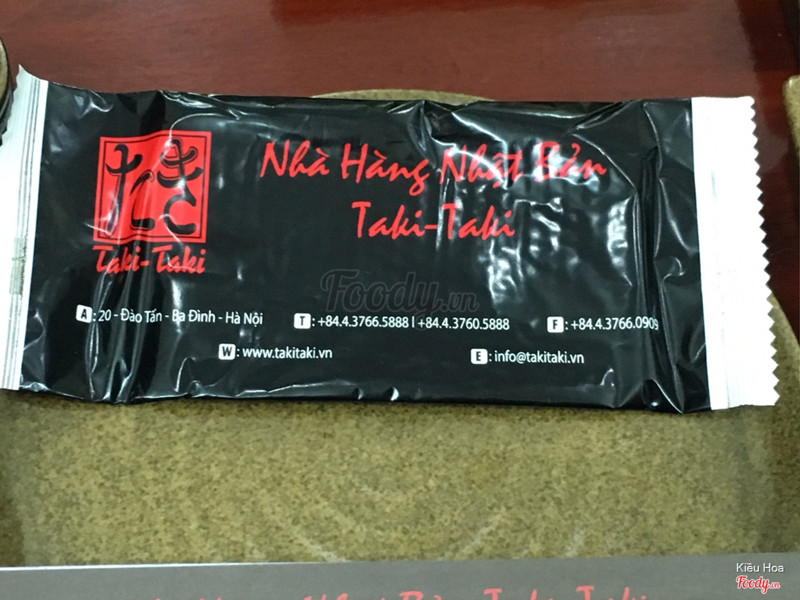 たき
Taki-Taki
Nhà Hàng Nhật Bản
Taki-Taki
Foody.vn
A : 20 - Đào Tấn - Ba Đình - Hà Nội T : +84.4.3766.5888 | +84.4.3760.5888 F : +84.4.3766.0909
W : www.takitaki.vn E : info@takitaki.vn
Kiều Hoa
Foody.vn